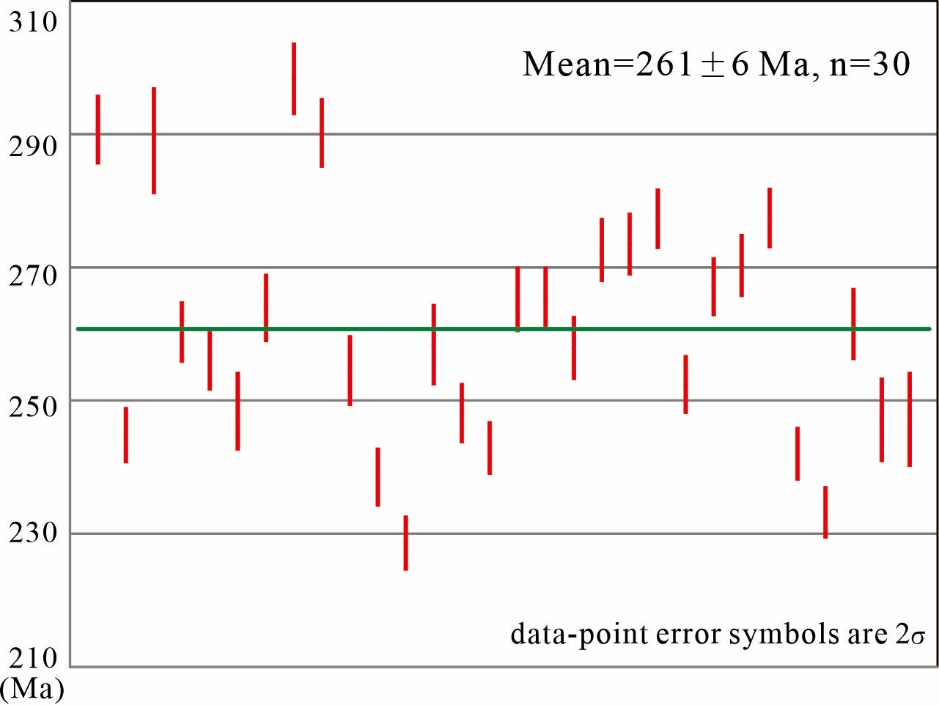 310
Mean=261±6 Ma, n=30
290
270
250
230
data-point error symbols are 2σ
210
(Ma)